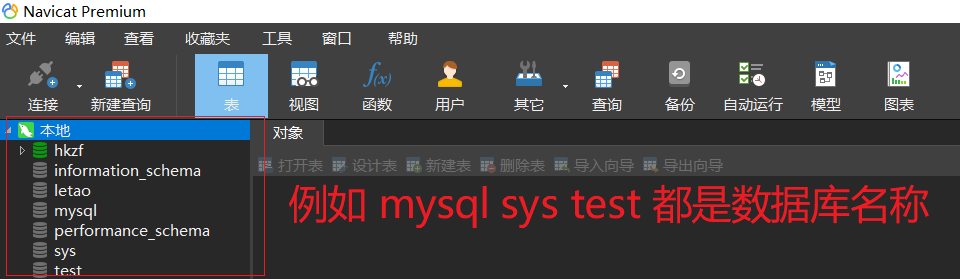 Navicat Premium
文件 编辑 查看 收藏夹 工具 窗口 帮助
f(x)
连接 新建查询 表 视图 函数 用户 其它 查询 备份 自动运行 模型 图表
本地 对象
hkzf
打开表 设计表 新建表 删除表 导入向导 导出向导
information_schema
letao
例如 mysql sys test 都是数据库名称
mysql
performance_schema
sys
test